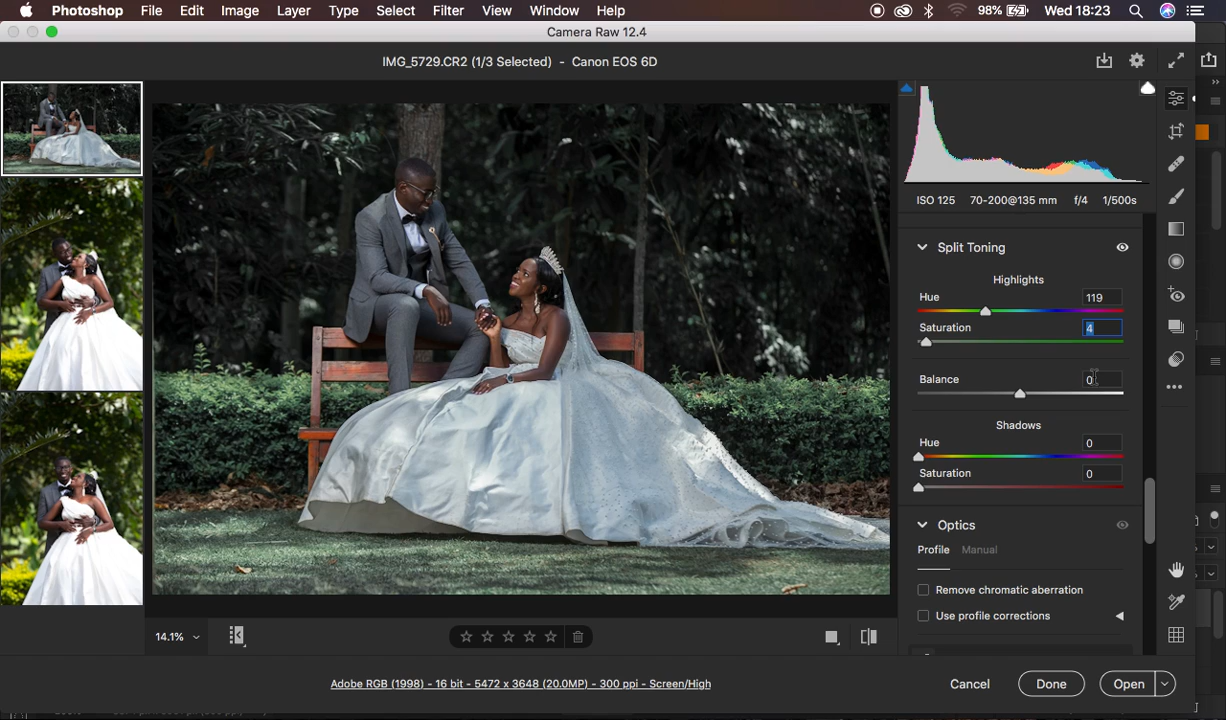 Photoshop File Edit Image Layer Type Select Filter View Window Help 98% Wed 18:23
Camera Raw 12.4
IMG_5729.CR2 (1/3 Selected) - Canon EOS 6D
ISO 125 70-200@135 mm f/4 1/500s
Split Toning
Highlights
Hue 119
Saturation 4
Balance 0
Shadows
Hue 0
Saturation 0
Optics
Profile Manual
Remove chromatic aberration
Use profile corrections
14.1%
Adobe RGB (1998) - 16 bit - 5472 x 3648 (20.0MP) - 300 ppi - Screen/High
Cancel Done Open